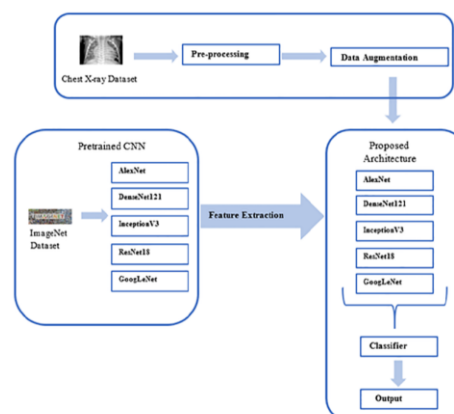 Pre-processing
Data Augmentation
Chest X-ray Dataset
Pretrained CNN
AlexNet
DenseNet121
InceptionV3
ResNet18
GoogLeNet
ImageNet
Dataset
Feature Extraction
Proposed
Architecture
AlexNet
DenseNet121
InceptionV3
ResNet18
GoogLeNet
Classifier
Output